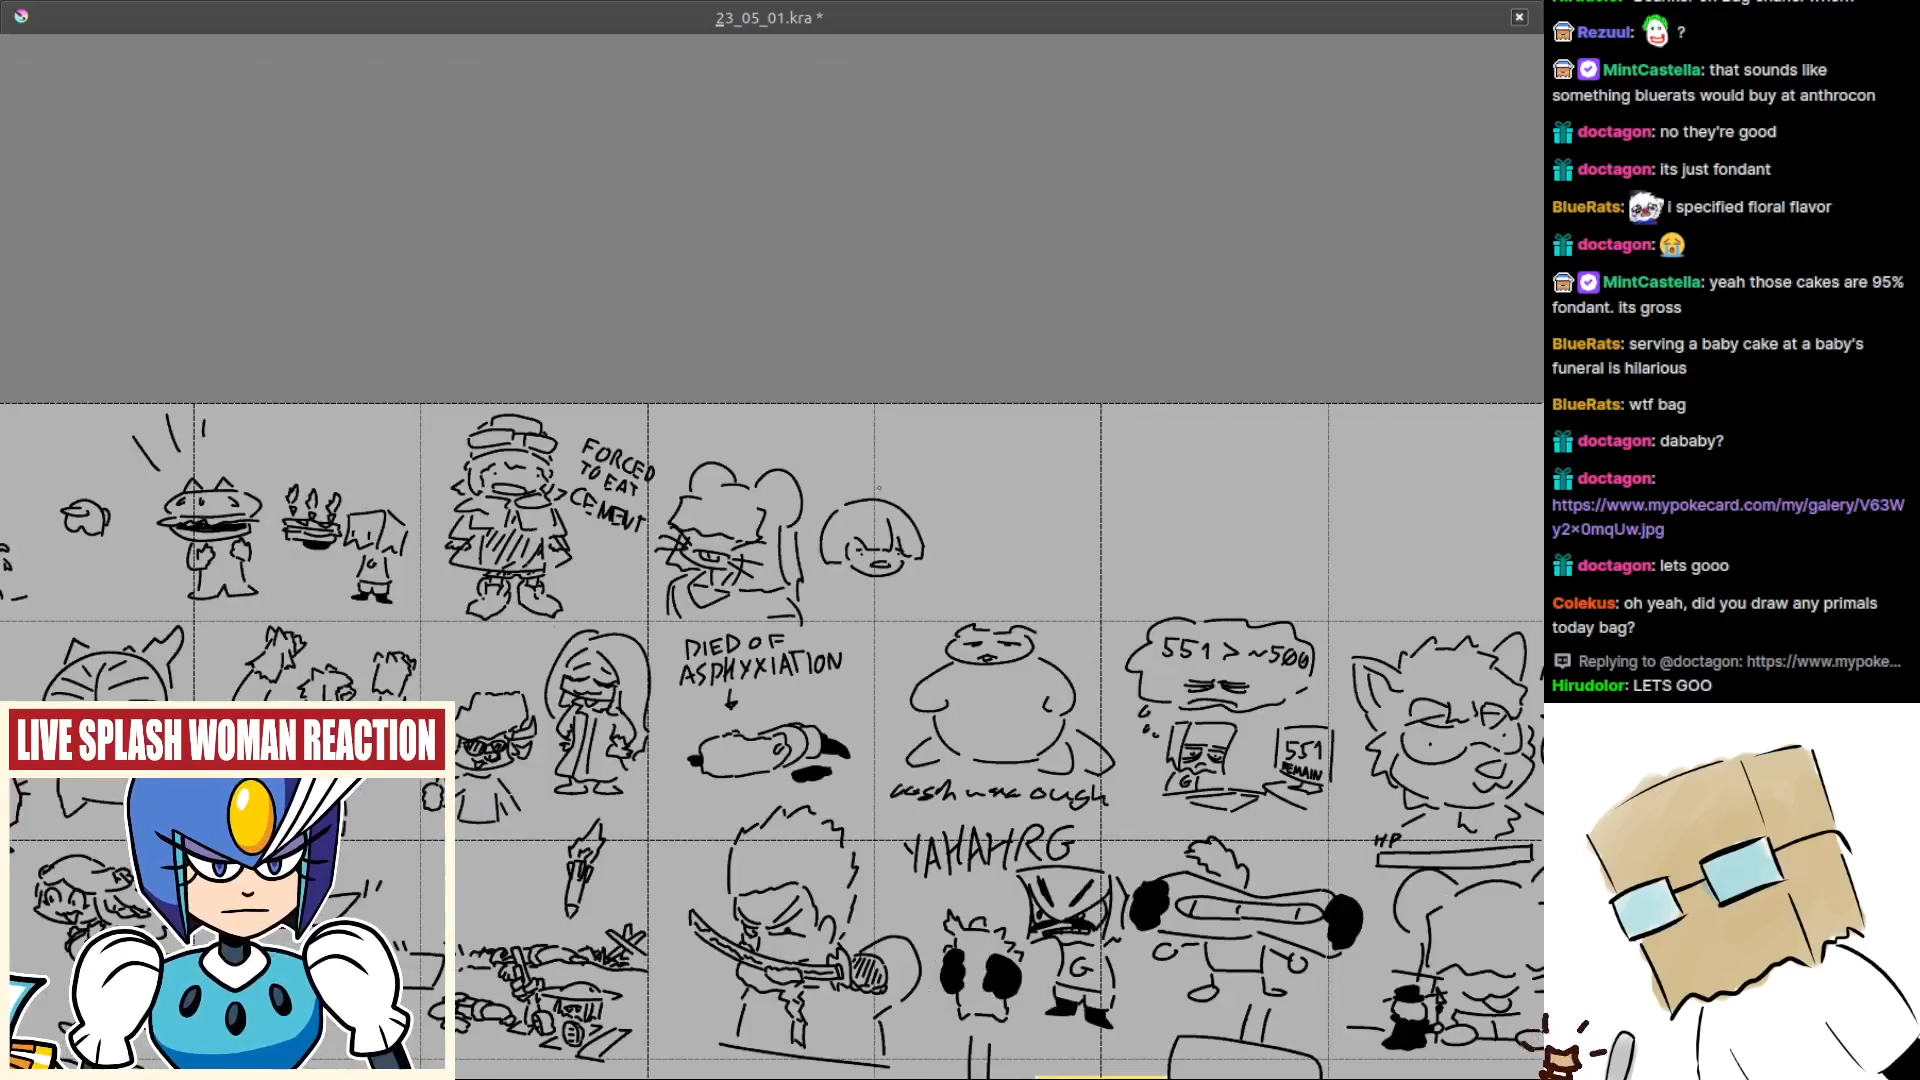 23_05_01.kra *
Rezuul: ?
MintCastella: that sounds like
something bluerats would buy at anthrocon
doctagon: no they're good
doctagon: its just fondant
BlueRats: i specified floral flavor
doctagon:
MintCastella: yeah those cakes are 95%
fondant. its gross
BlueRats: serving a baby cake at a baby's
funeral is hilarious
BlueRats: wtf bag
doctagon: dababy?
doctagon:
https://www.mypokecard.com/my/galery/V63W
y2×0mqUw.jpg
doctagon: lets gooo
Colekus: oh yeah, did you draw any primals
today bag?
Replying to @doctagon: https://www.mypoke...
Hirudolor: LETS GOO
FORCED
TO EAT
CEMENT
G
DIED OF
ASPHYXIATION
551 > ~500
551
REMAIN
G
YAHAHRG
G
HP
LIVE SPLASH WOMAN REACTION